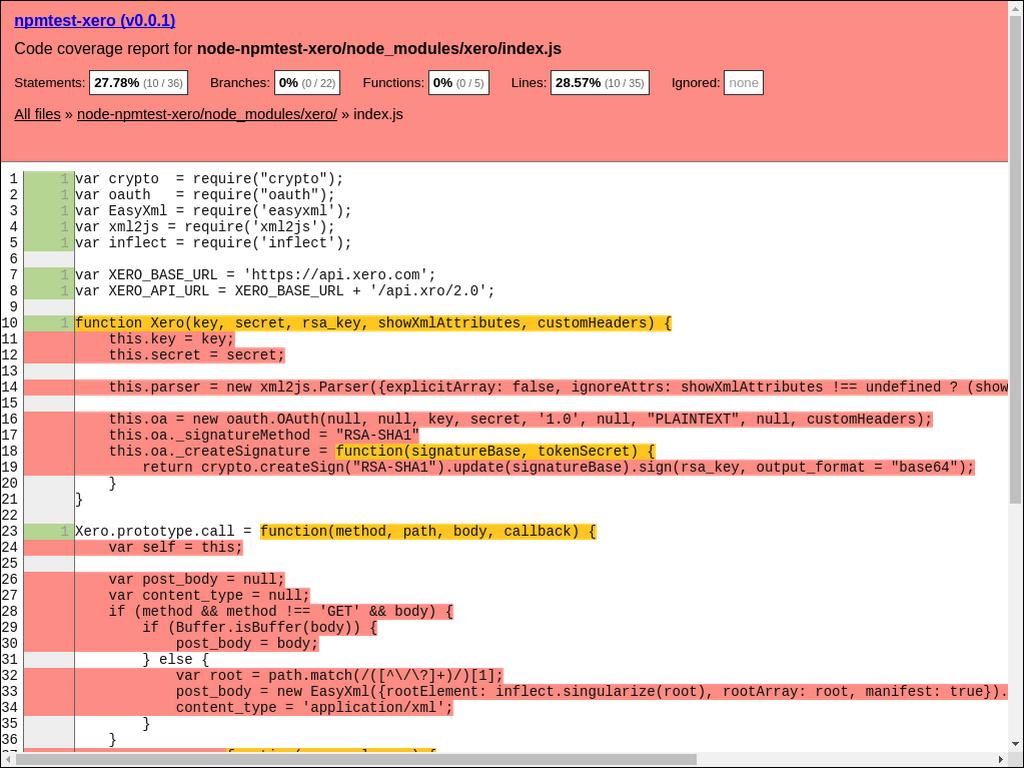 npmtest-xero (v0.0.1)
Code coverage report for node-npmtest-xero/node_modules/xero/index.js
Statements: 27.78% (10 / 36) Branches: 0% (0 / 22) Functions: 0% (0 / 5) Lines: 28.57% (10 / 35) Ignored: none
All files » node-npmtest-xero/node_modules/xero/ » index.js
1 1 var crypto  = require("crypto");
2 1 var oauth   = require("oauth");
3 1 var EasyXml = require('easyxml');
4 1 var xml2js = require('xml2js');
5 1 var inflect = require('inflect');
6
7 1 var XERO_BASE_URL = 'https://api.xero.com';
8 1 var XERO_API_URL = XERO_BASE_URL + '/api.xro/2.0';
9
10 1 function Xero(key, secret, rsa_key, showXmlAttributes, customHeaders) {
11     this.key = key;
12     this.secret = secret;
13
14     this.parser = new xml2js.Parser({explicitArray: false, ignoreAttrs: showXmlAttributes !== undefined ? (show
15
16     this.oa = new oauth.OAuth(null, null, key, secret, '1.0', null, "PLAINTEXT", null, customHeaders);
17     this.oa._signatureMethod = "RSA-SHA1"
18     this.oa._createSignature = function(signatureBase, tokenSecret) {
19         return crypto.createSign("RSA-SHA1").update(signatureBase).sign(rsa_key, output_format = "base64");
20     }
21 }
22
23 1 Xero.prototype.call = function(method, path, body, callback) {
24     var self = this;
25
26     var post_body = null;
27     var content_type = null;
28     if (method && method !== 'GET' && body) {
29         if (Buffer.isBuffer(body)) {
30             post_body = body;
31         } else {
32             var root = path.match(/([^\/\?]+)/)[1];
33             post_body = new EasyXml({rootElement: inflect.singularize(root), rootArray: root, manifest: true}).
34             content_type = 'application/xml';
35         }
36     }